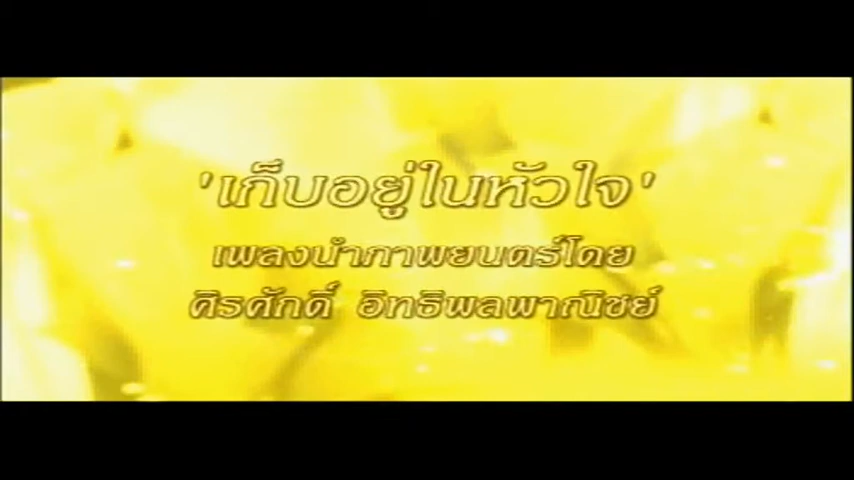 'เก็บอยู่ในหัวใจ'
เพลงนำภาพยนตร์โดย
ศิรศักดิ์ อิทธิพลพาณิชย์